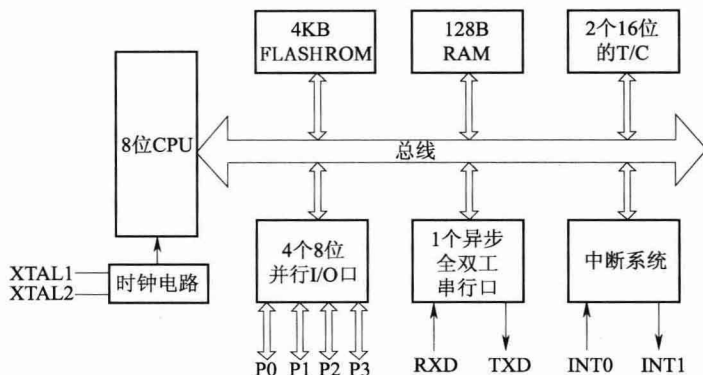 4KB
FLASHROM
128B
RAM
2个16位
的T/C
8位CPU
总线
4个8位
并行I/O口
1个异步
全双工
串行口
中断系统
XTAL1
XTAL2
时钟电路
P0 P1 P2 P3
RXD TXD
INT0 INT1